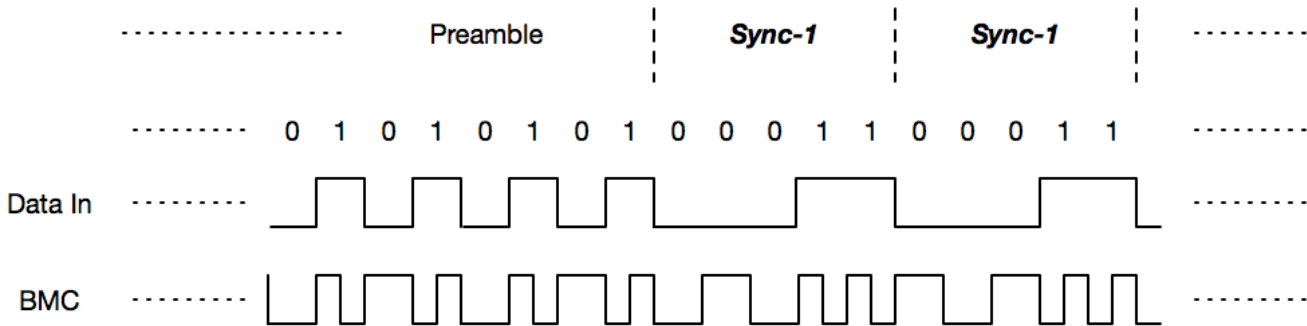 Preamble Sync-1 Sync-1
0 1 0 1 0 1 0 1 0 0 0 1 1 0 0 0 1 1
Data In
BMC